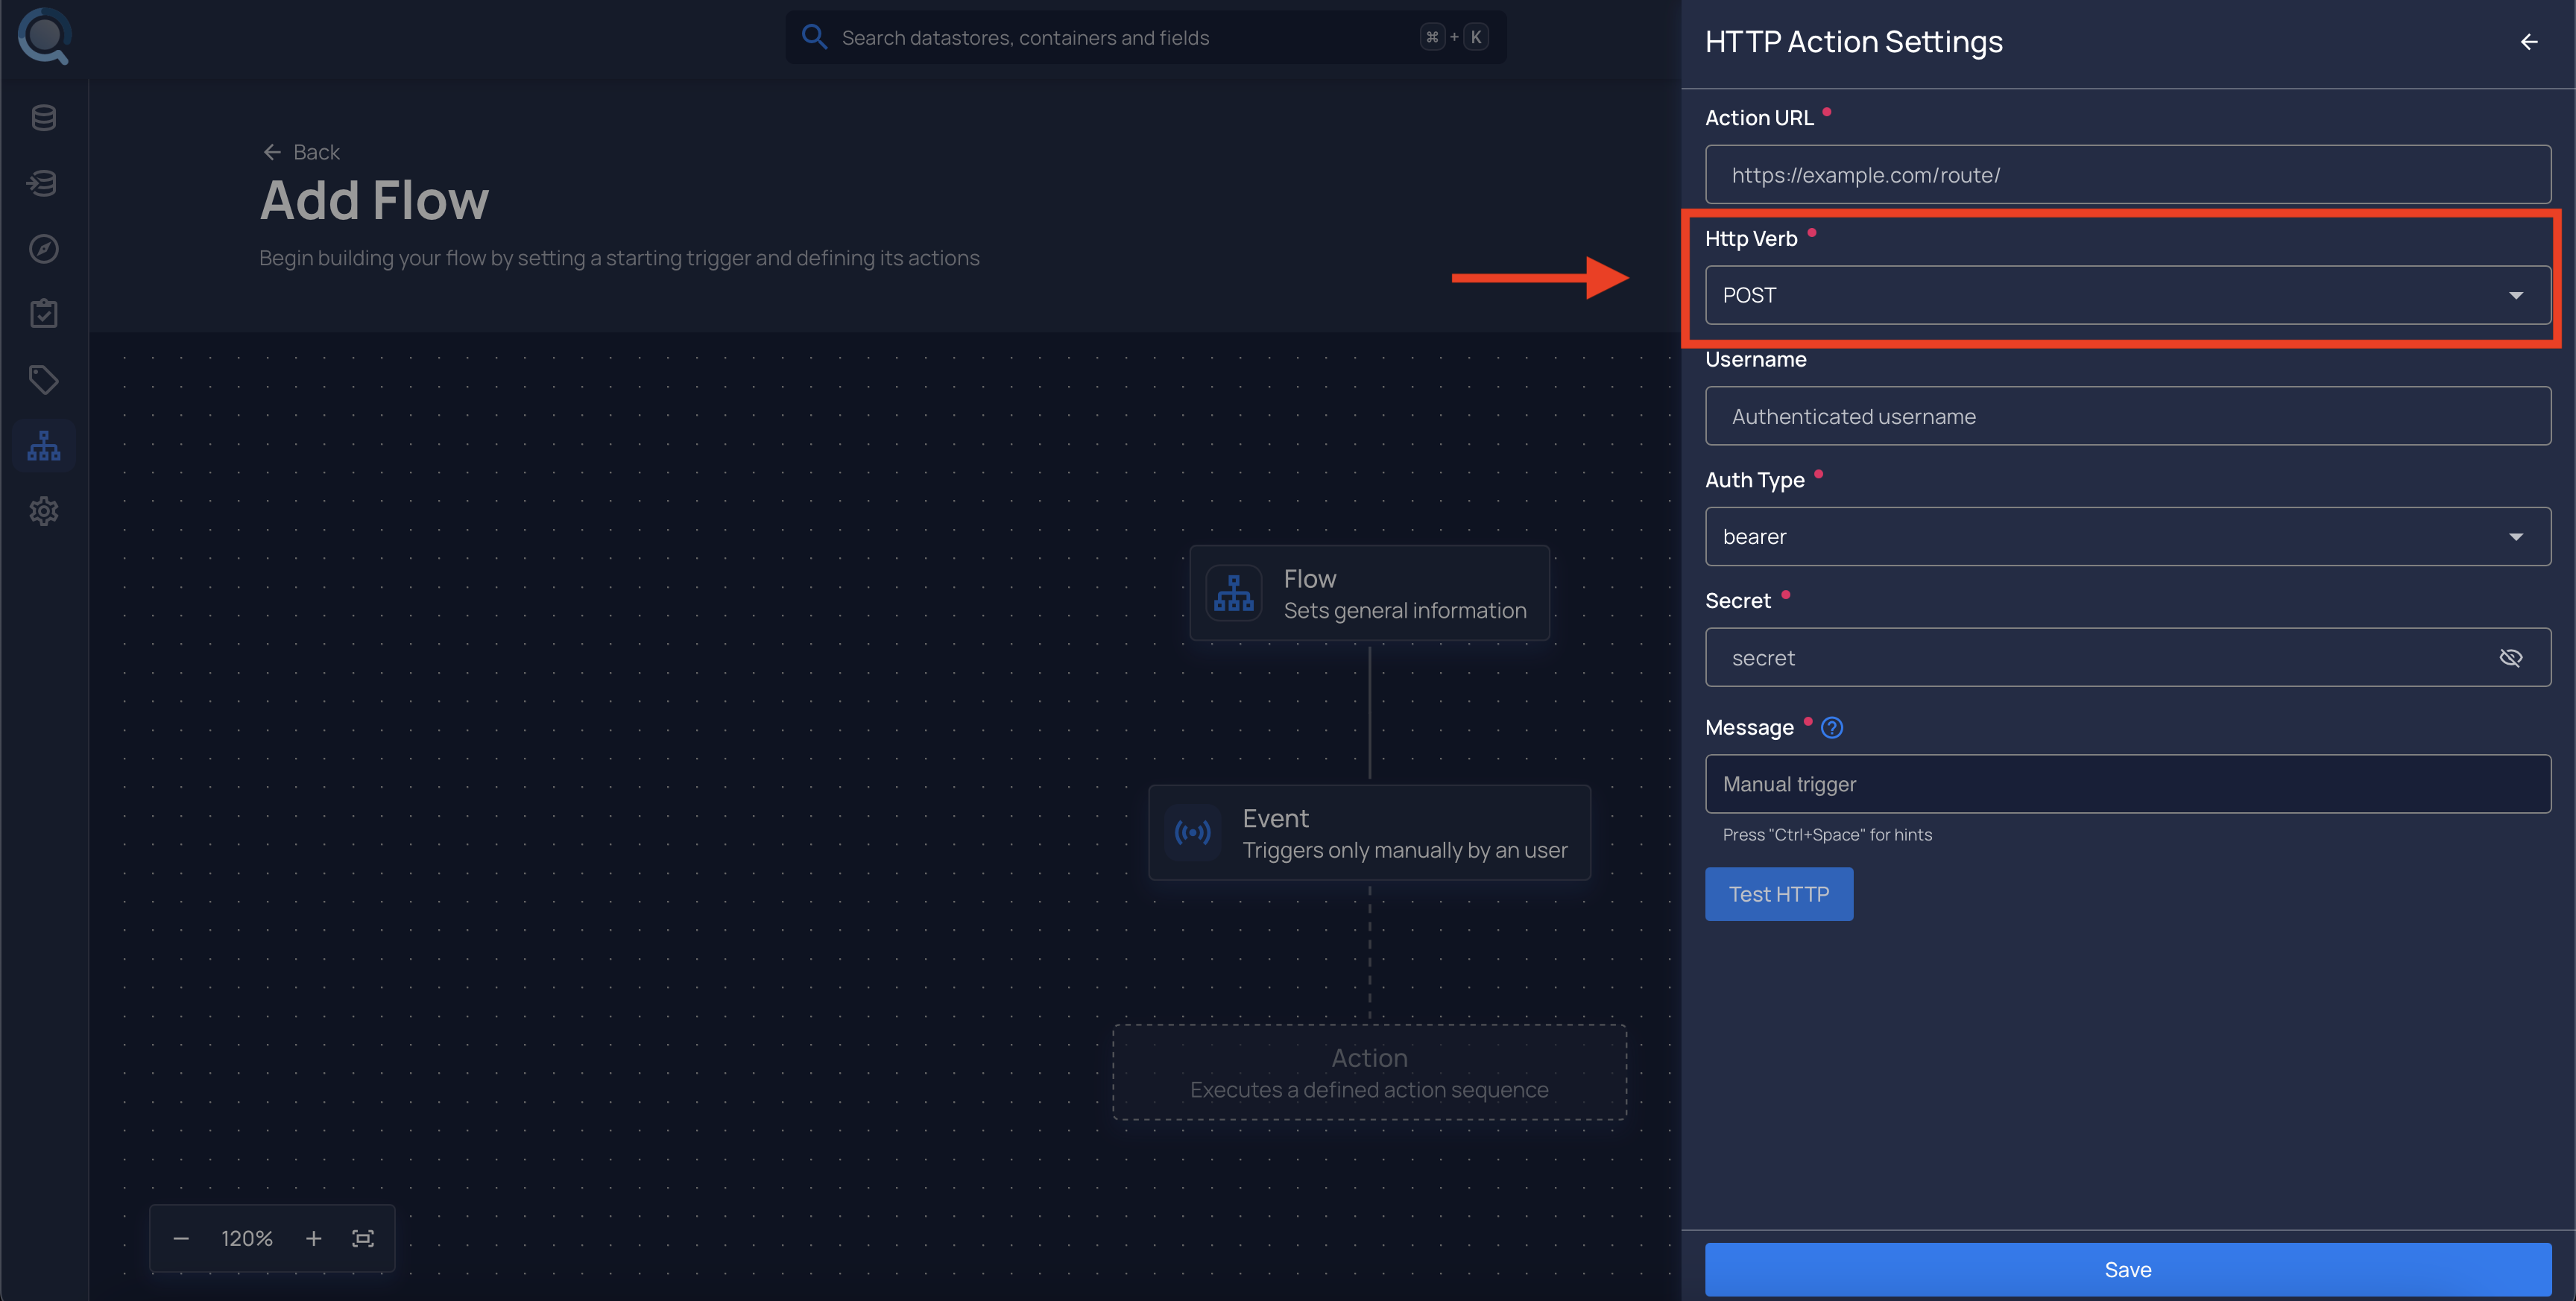 Search datastores, containers and fields
⌘ + K
Back
Add Flow
Begin building your flow by setting a starting trigger and defining its actions
Flow
Sets general information
Event
Triggers only manually by an user
Action
Executes a defined action sequence
120%
HTTP Action Settings
Action URL
https://example.com/route/
Http Verb
POST
Username
Authenticated username
Auth Type
bearer
Secret
secret
Message
Manual trigger
Press "Ctrl+Space" for hints
Test HTTP
Save